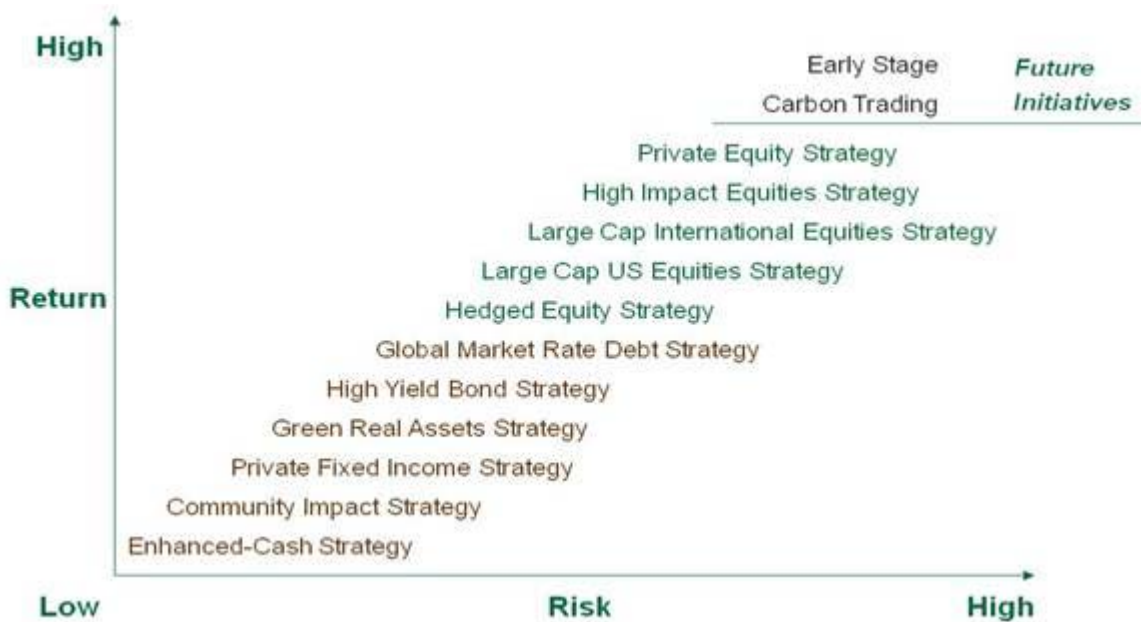 High
Early Stage
Future
Carbon Trading
Initiatives
Private Equity Strategy
High Impact Equities Strategy
Large Cap International Equities Strategy
Large Cap US Equities Strategy
Return
Hedged Equity Strategy
Global Market Rate Debt Strategy
High Yield Bond Strategy
Green Real Assets Strategy
Private Fixed Income Strategy
Community Impact Strategy
Enhanced-Cash Strategy
Low
Risk
High